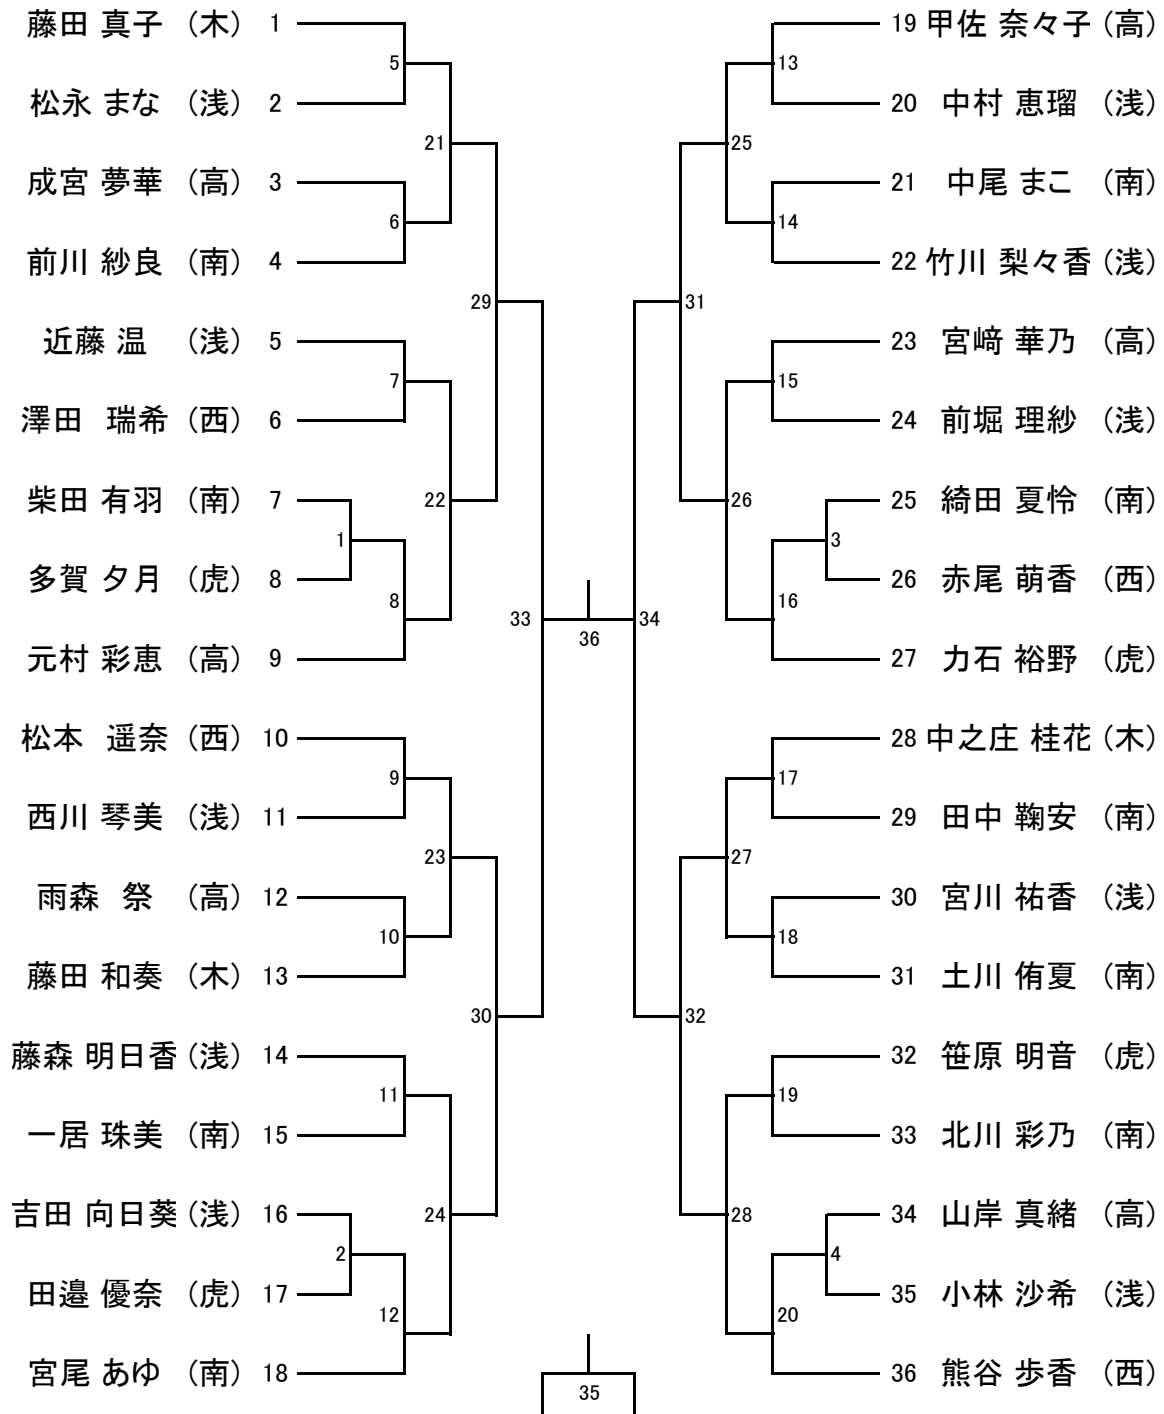 藤田 真子 （木） 1
松永 まな （浅） 2
成宮 夢華 （高） 3
前川 紗良 （南） 4
近藤 温 （浅） 5
澤田 瑞希 （西） 6
柴田 有羽 （南） 7
多賀 夕月 （虎） 8
元村 彩恵 （高） 9
松本 遥奈 （西） 10
西川 琴美 （浅） 11
雨森 祭 （高） 12
藤田 和奏 （木） 13
藤森 明日香 （浅） 14
一居 珠美 （南） 15
吉田 向日葵 （浅） 16
田邉 優奈 （虎） 17
宮尾 あゆ （南） 18
5
21
6
29
7
22
1
8
33
9
23
10
30
11
24
2
12
36
35
34
13
25
14
31
15
26
3
16
17
27
18
32
19
28
4
20
19 甲佐 奈々子 （高）
20 中村 恵瑠 （浅）
21 中尾 まこ （南）
22 竹川 梨々香 （浅）
23 宮﨑 華乃 （高）
24 前堀 理紗 （浅）
25 綺田 夏怜 （南）
26 赤尾 萌香 （西）
27 力石 裕野 （虎）
28 中之庄 桂花 （木）
29 田中 鞠安 （南）
30 宮川 祐香 （浅）
31 土川 侑夏 （南）
32 笹原 明音 （虎）
33 北川 彩乃 （南）
34 山岸 真緒 （高）
35 小林 沙希 （浅）
36 熊谷 歩香 （西）